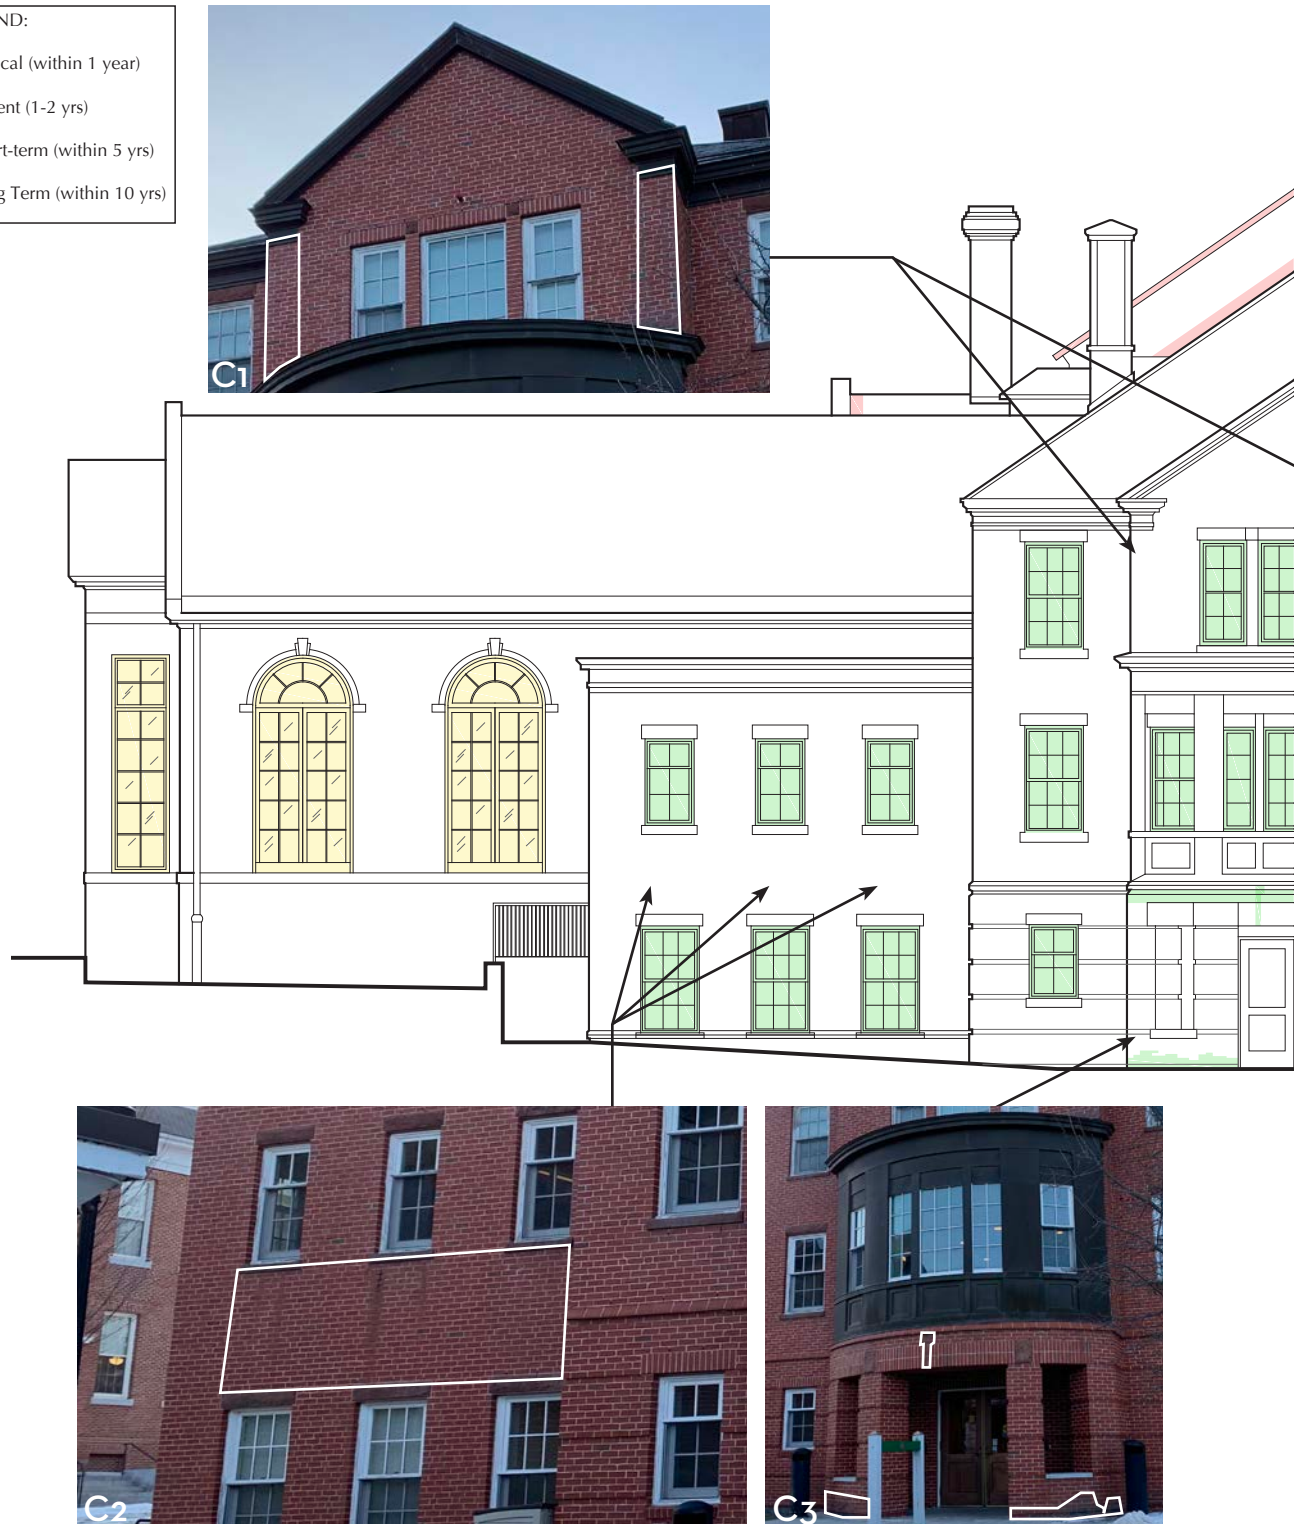 ND:
cal (within 1 year)
ent (1-2 yrs)
rt-term (within 5 yrs)
g Term (within 10 yrs)
C1
C2
C3